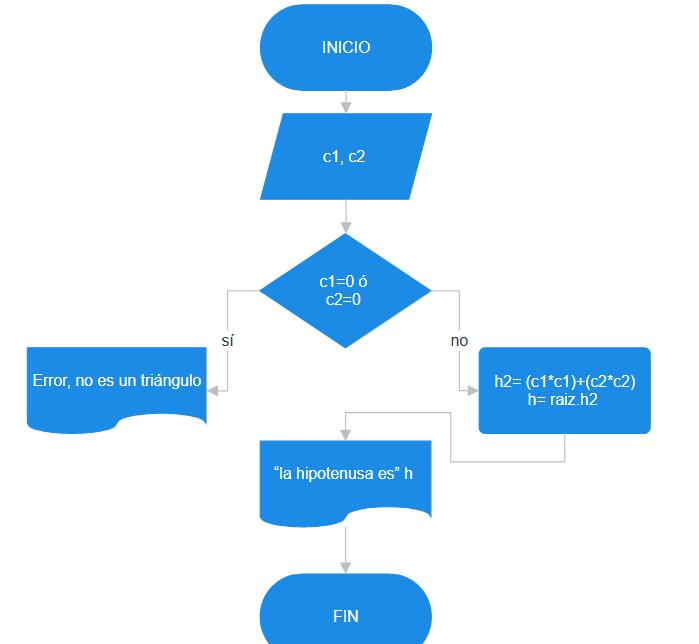 INICIO
c1, c2
c1=0 ó
c2=0
sí
no
Error, no es un triángulo
h2= (c1*c1)+(c2*c2)
h= raiz.h2
“la hipotenusa es” h
FIN